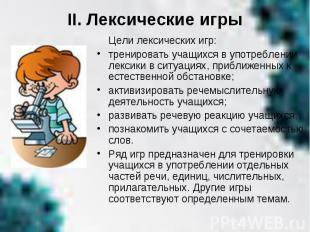 II. Лексические игры
Цели лексических игр:
• тренировать учащихся в употреблении
лексики в ситуациях, приближенных к
естественной обстановке;
• активизировать речемыслительную
деятельность учащихся;
• развивать речевую реакцию учащихся;
• познакомить учащихся с сочетаемостью
слов.
• Ряд игр предназначен для тренировки
учащихся в употреблении отдельных
частей речи, единиц, числительных,
прилагательных. Другие игры
соответствуют определенным темам.
PPt4WEB.ru